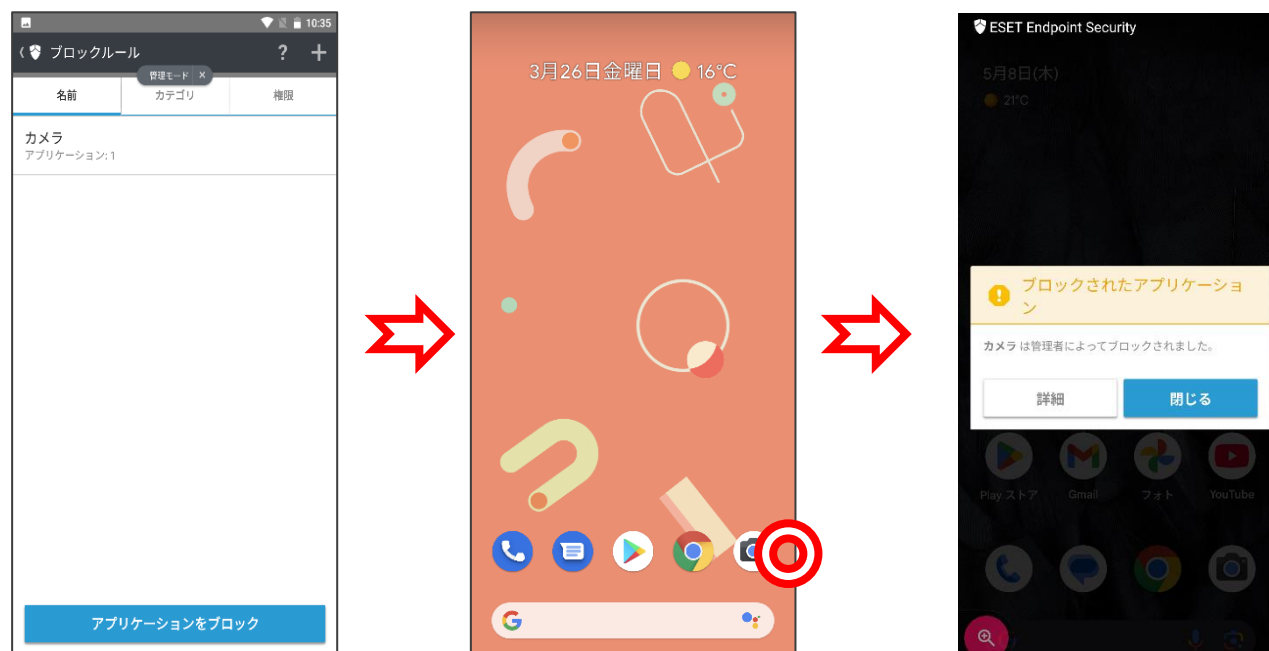 10:35
ブロックルール
?
管理モード ×
名前
カテゴリ
権限
カメラ
アプリケーション: 1
アプリケーションをブロック
3月26日金曜日 16°C
ESET Endpoint Security
5月8日(木)
21°C
ブロックされたアプリケーショ
ン
カメラ は管理者によってブロックされました。
詳細
閉じる
Play ストア
Gmail
フォト
YouTube